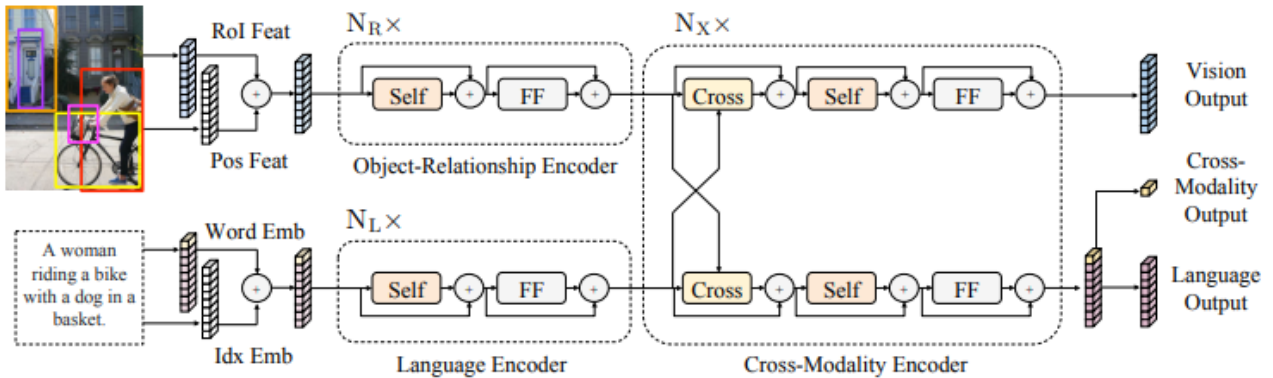 RoI Feat
Pos Feat
N_R×
Self
+
FF
+
Object-Relationship Encoder
A woman
riding a bike
with a dog in a
basket.
Word Emb
+
Idx Emb
N_L×
Self
+
FF
+
Language Encoder
N_X×
Cross
+
Self
+
FF
+
Cross
+
Self
+
FF
+
Cross-Modality Encoder
Vision
Output
Cross-
Modality
Output
Language
Output